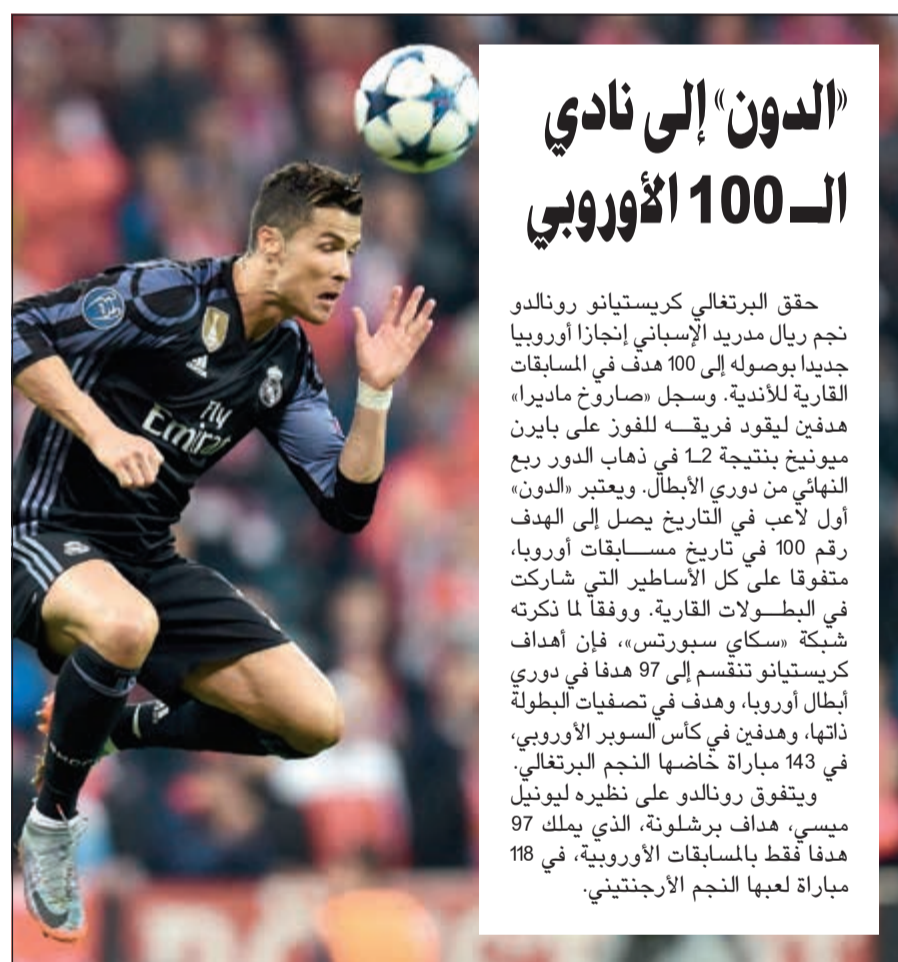 «الدون» إلى نادي
الـ 100 الأوروبي
حقق البرتغالي كريستيانو رونالدو
نجم ريال مدريد الإسباني إنجازا أوروبيا
جديدا بوصوله إلى 100 هدف في المسابقات
القارية للأندية. وسجل «صاروخ ماديرا»
هدفين ليقود فريقـه للفوز على بايرن
ميونيخ بنتيجة 2ـ1 في ذهاب الدور ربع
النهائي من دوري الأبطال. ويعتبر «الدون»
أول لاعب في التاريخ يصل إلى الهدف
رقم 100 في تاريخ مسـابقات أوروبا،
متفوقا على كل الأساطير التي شاركت
في البطـولات القارية. ووفقا لما ذكرته
شبكة «سكاي سبورتس»، فإن أهداف
كريستيانو تنقسم إلى 97 هدفا في دوري
أبطال أوروبا، وهدف في تصفيات البطولة
ذاتها، وهدفين في كأس السوبر الأوروبي،
في 143 مباراة خاضها النجم البرتغالي.
ويتفوق رونالدو على نظيره ليونيل
ميسي، هداف برشلونة، الذي يملك 97
هدفا فقط بالمسابقات الأوروبية، في 118
مباراة لعبها النجم الأرجنتيني.
adidas
Fly